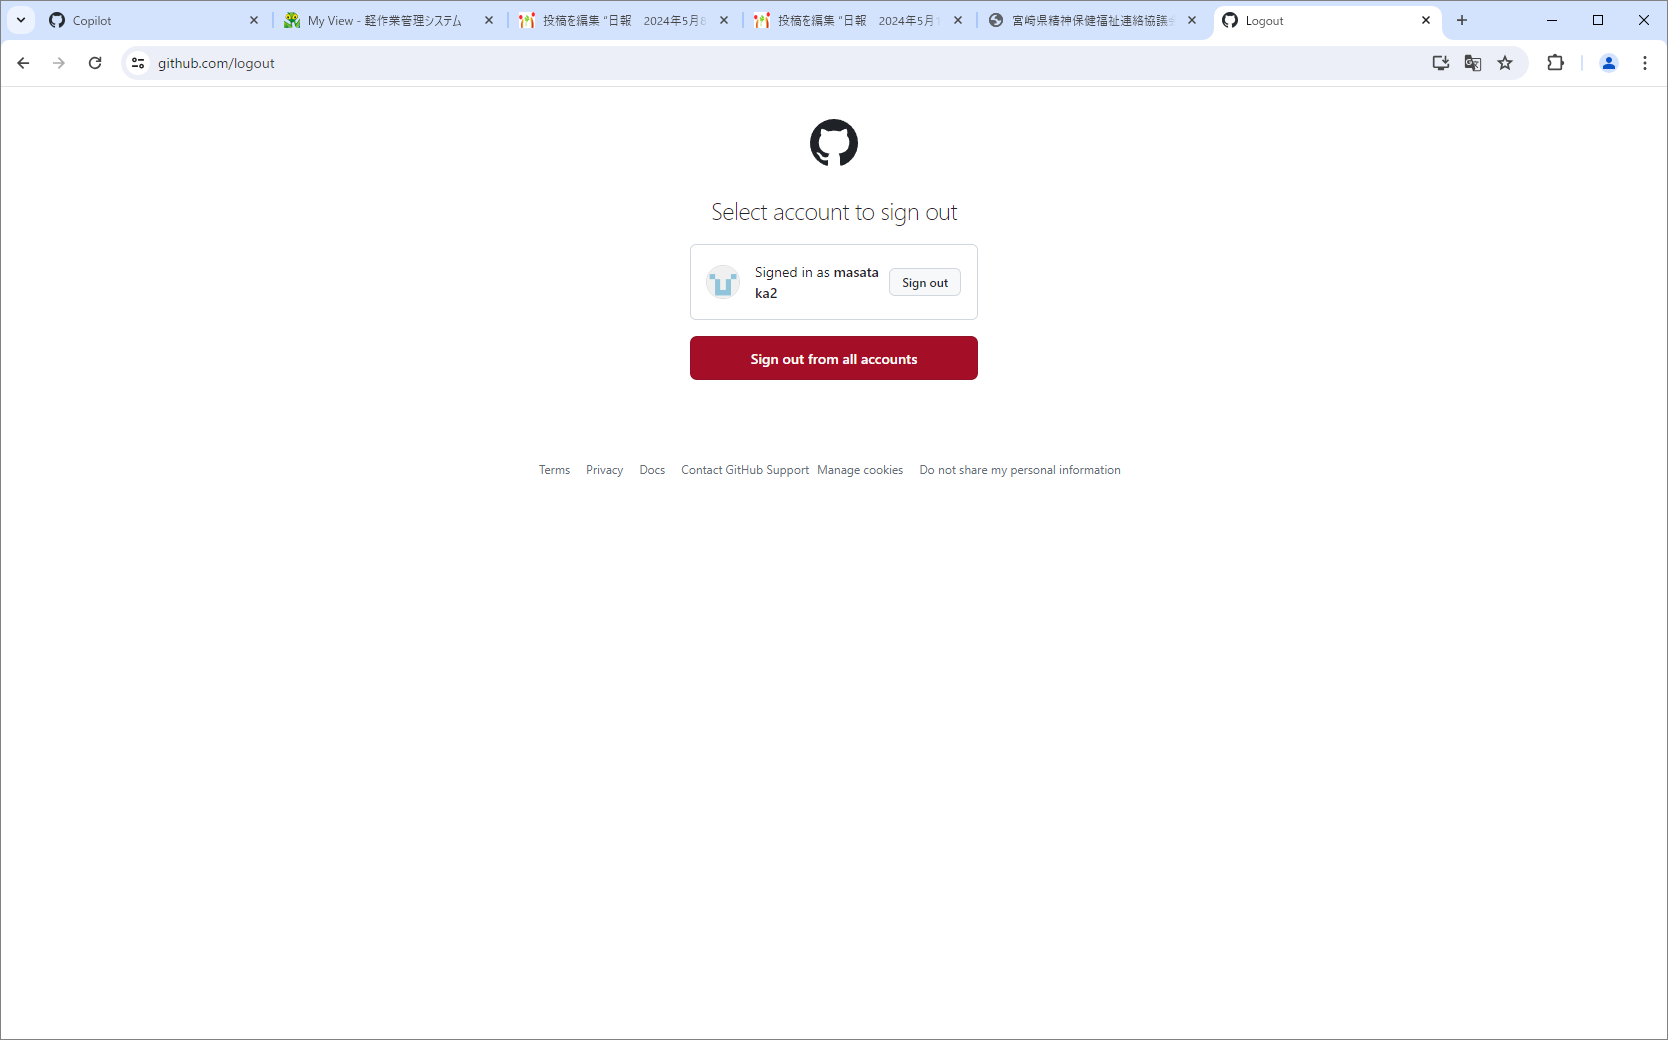 Copilot
My View - 軽作業管理システム
投稿を編集 “日報　2024年5月8
投稿を編集 “日報　2024年5月1
宮崎県精神保健福祉連絡協議
Logout
github.com/logout
Select account to sign out
Signed in as masata
ka2
Sign out
Sign out from all accounts
Terms
Privacy
Docs
Contact GitHub Support
Manage cookies
Do not share my personal information